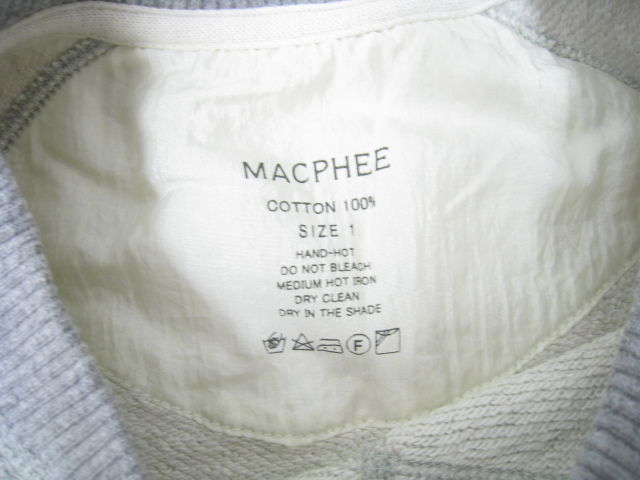 MACPHEE
COTTON 100%
SIZE 1
HAND-HOT
DO NOT BLEACH
MEDIUM HOT IRON
DRY CLEAN
DRY IN THE SHADE
F